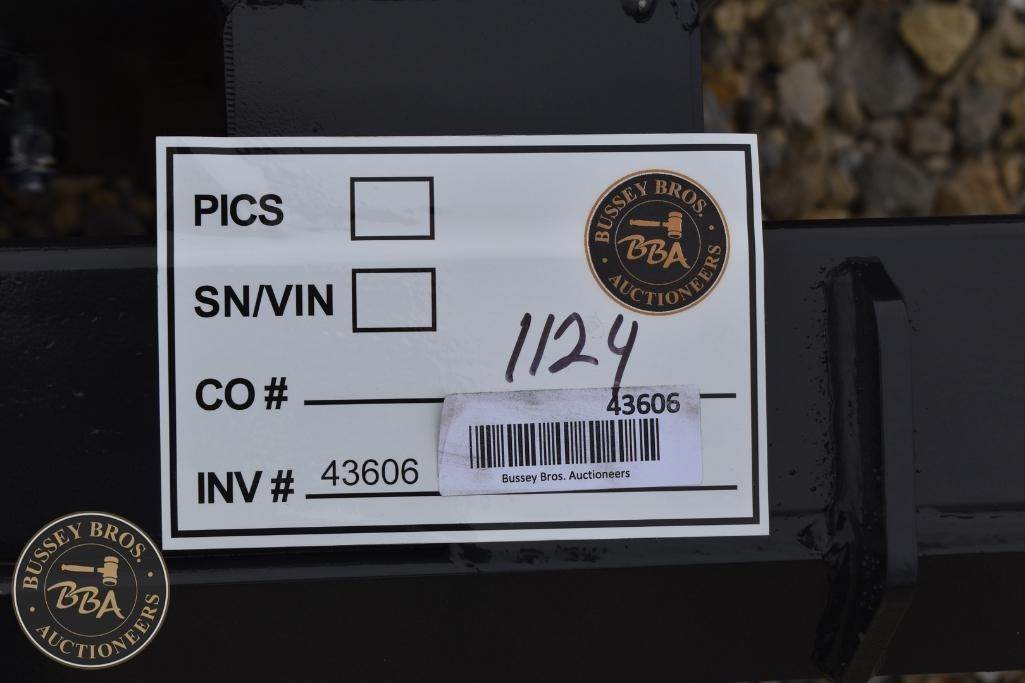 PICS
BUSSEY BROS.
BBA
AUCTIONEERS
SN/VIN
1124
CO #
43606
INV # 43606
Bussey Bros. Auctioneers
BUSSEY BROS.
BBA
AUCTIONEERS